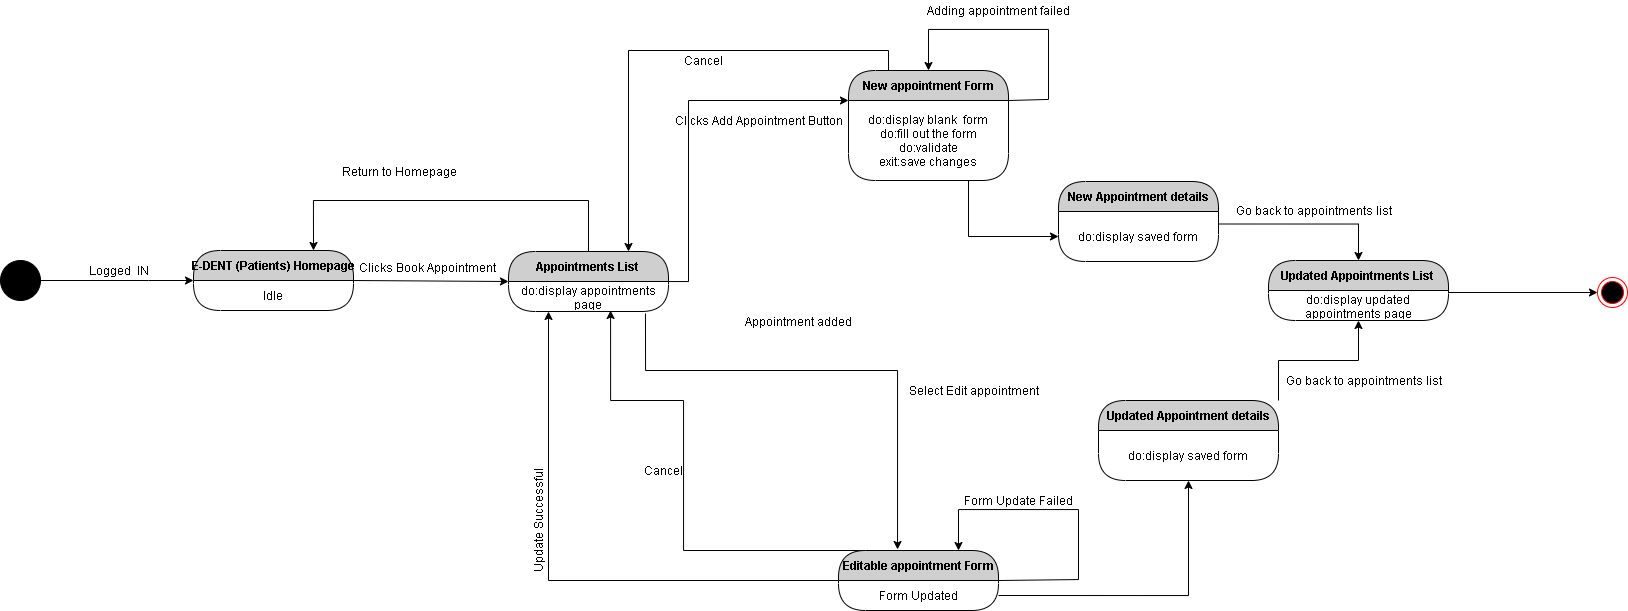 Adding appointment failed
Cancel
New appointment Form
Clicks Add Appointment Button
do:display blank form
do:fill out the form
do:validate
exit:save changes
Return to Homepage
New Appointment details
Go back to appointments list
do:display saved form
Logged IN
E-DENT (Patients) Homepage
Clicks Book Appointment
Appointments List
Updated Appointments List
Idle
do:display appointments
page
do:display updated
appointments page
Appointment added
Select Edit appointment
Go back to appointments list
Updated Appointment details
do:display saved form
Cancel
Update Successful
Form Update Failed
Editable appointment Form
Form Updated